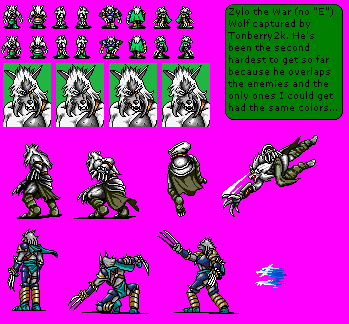 Zylo the War (no "E")
Wolf captured by
Tonberry2k. He's
been the second
hardest to get so far
because he overlaps
the enemies and the
only ones I could get
had the same colors...